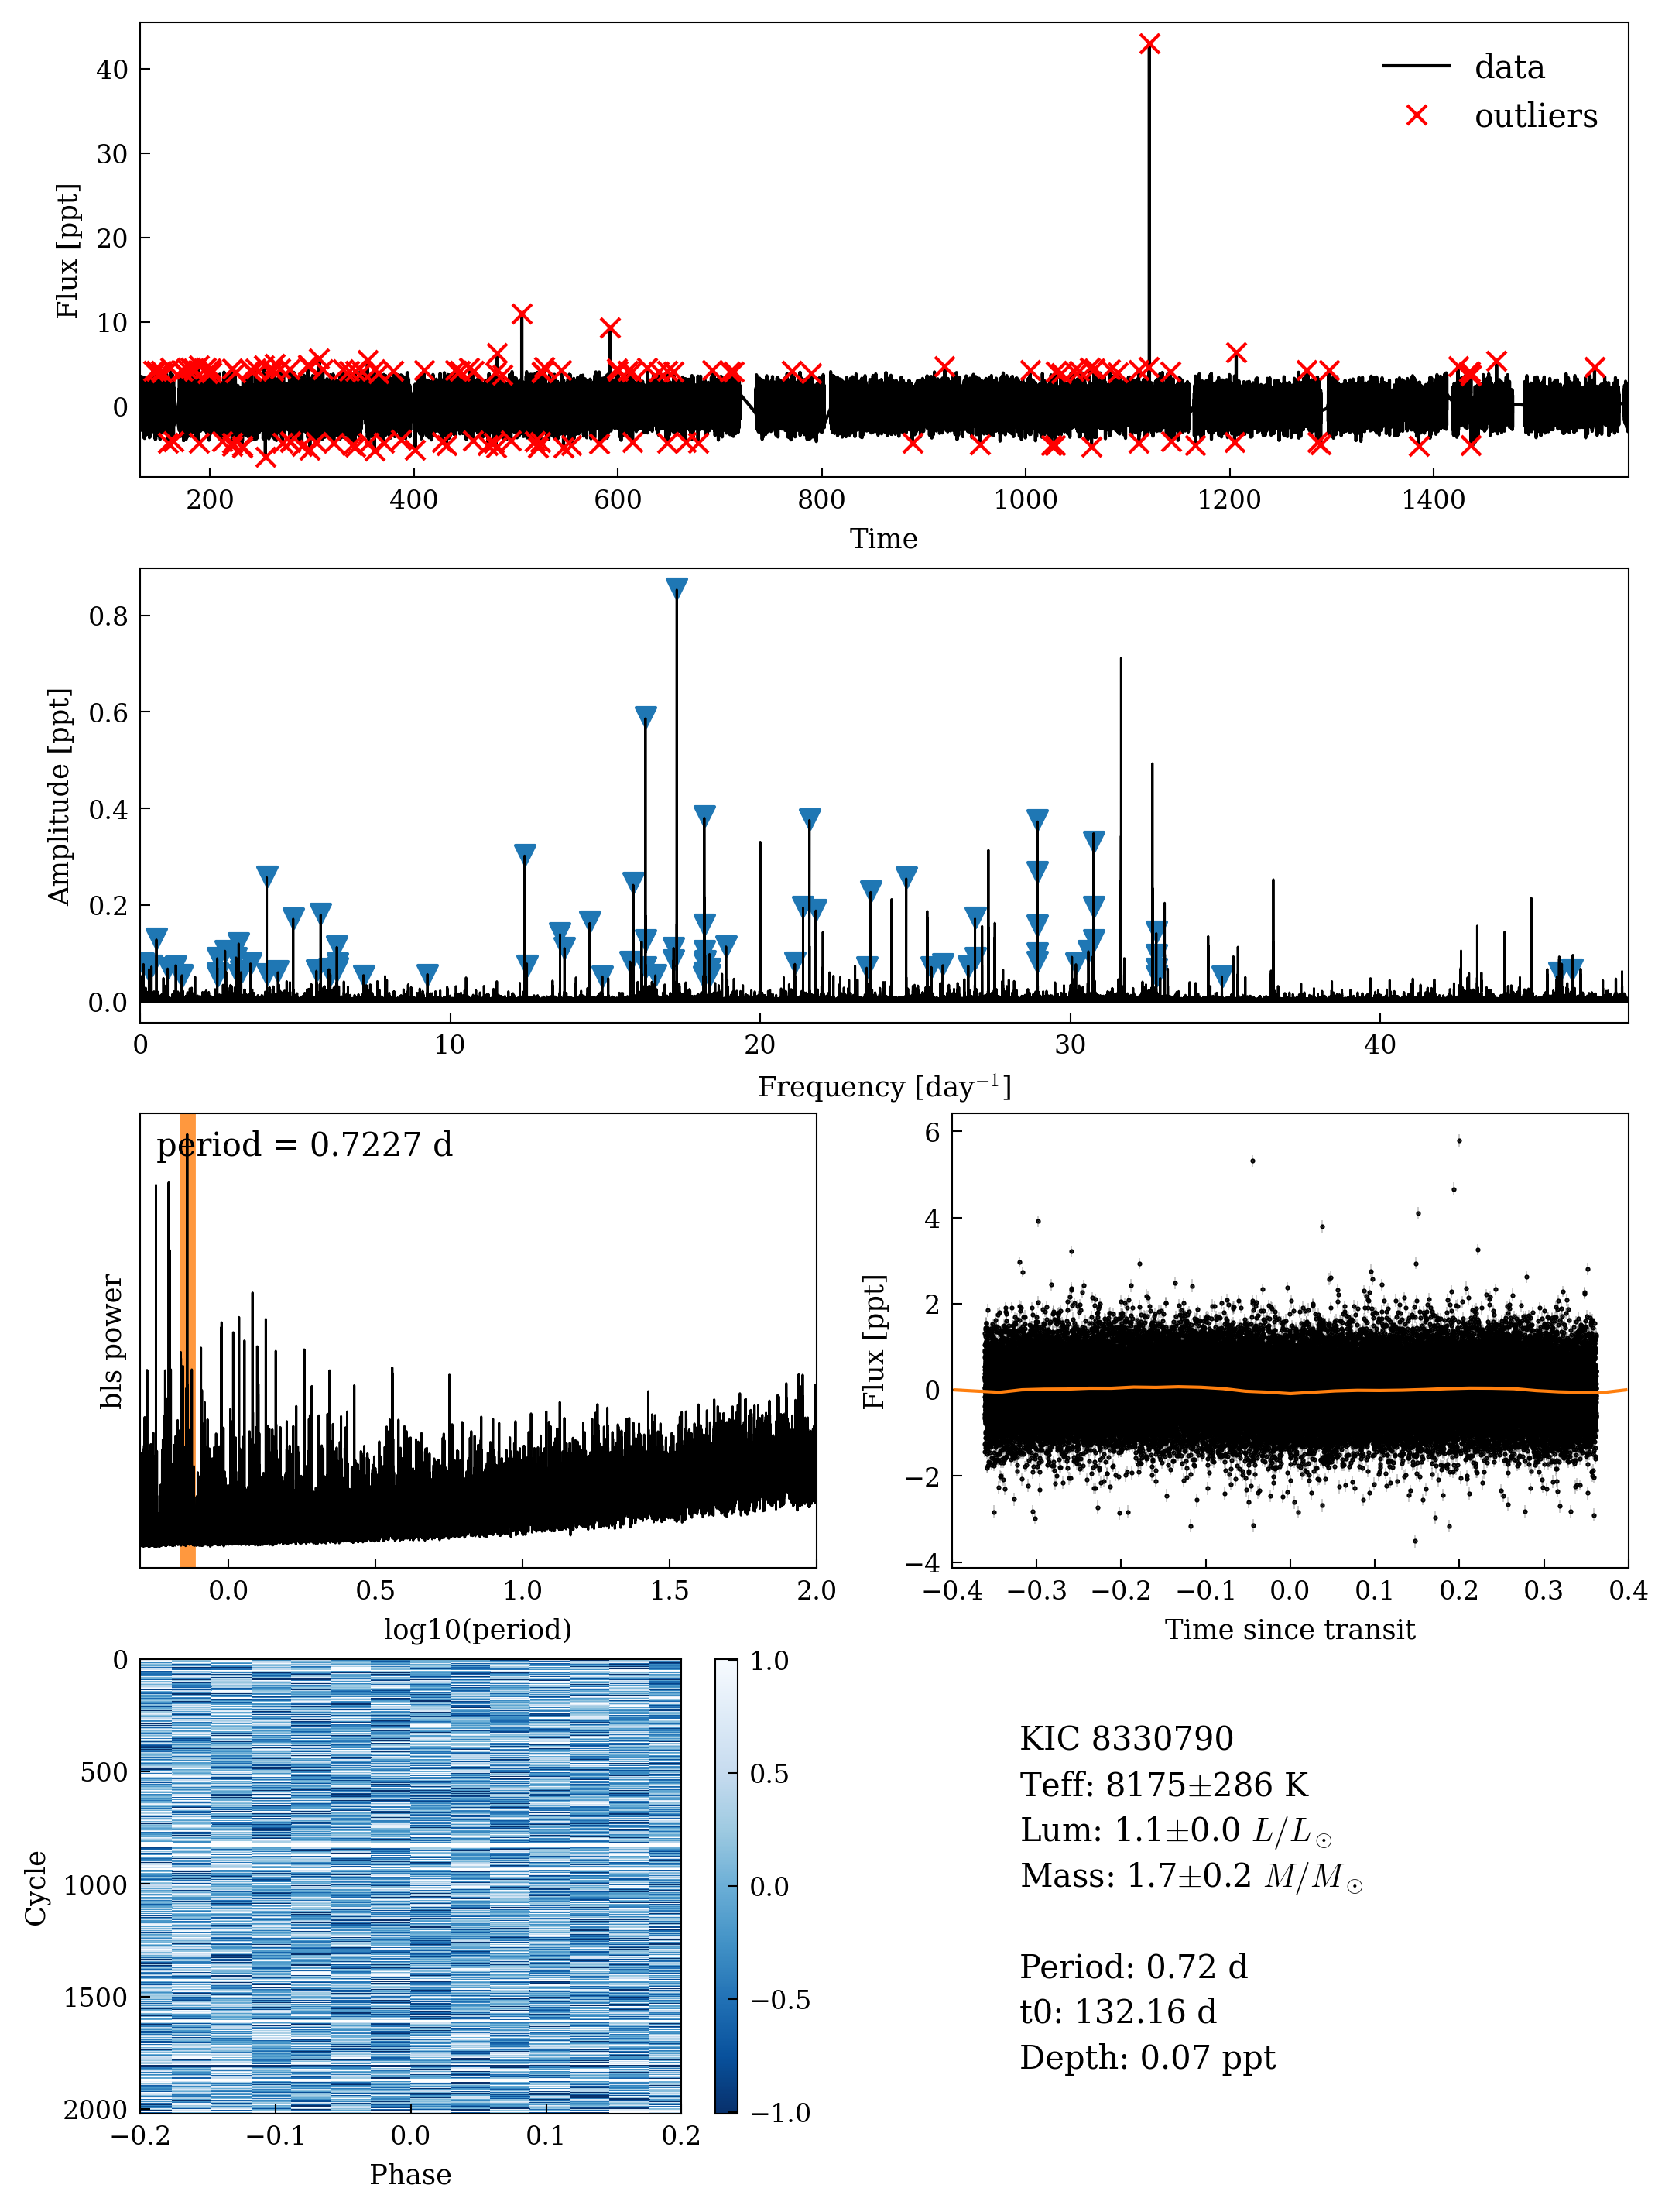 data
outliers
40
30
20
10
0
Flux [ppt]
200 400 600 800 1000 1200 1400
Time
0.8
0.6
0.4
0.2
0.0
Amplitude [ppt]
0 10 20 30 40
Frequency [day⁻¹]
period = 0.7227 d
bls power
0.0 0.5 1.0 1.5 2.0
log10(period)
6
4
2
0
−2
−4
Flux [ppt]
−0.4 −0.3 −0.2 −0.1 0.0 0.1 0.2 0.3 0.4
Time since transit
0
500
1000
1500
2000
Cycle
−0.2 −0.1 0.0 0.1 0.2
Phase
1.0
0.5
0.0
−0.5
−1.0
KIC 8330790
Teff: 8175±286 K
Lum: 1.1±0.0 L/L☉
Mass: 1.7±0.2 M/M☉
Period: 0.72 d
t0: 132.16 d
Depth: 0.07 ppt